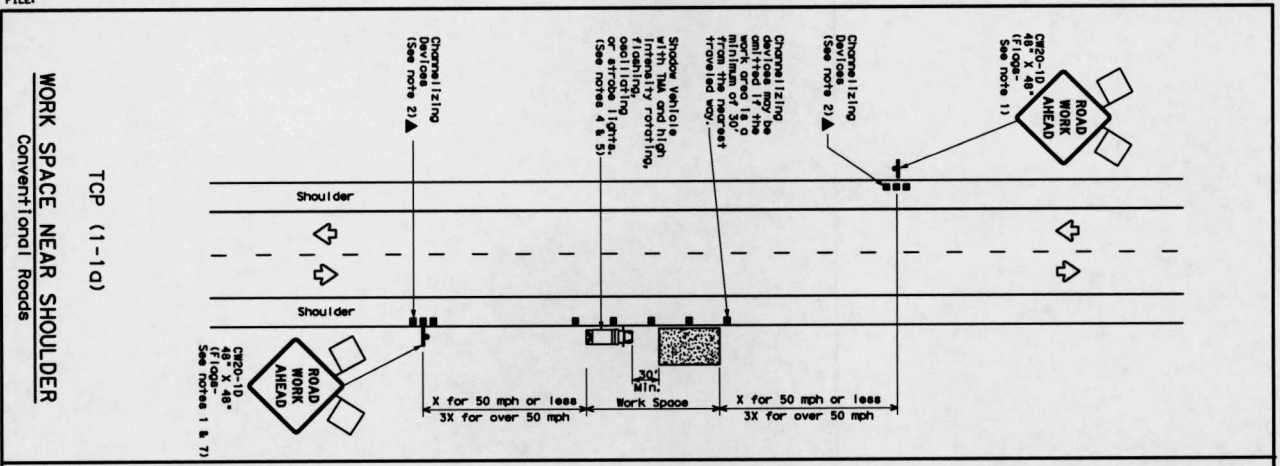 FILE:
CW20-1D
48" X 48"
(Flags-
See note 1)
ROAD
WORK
AHEAD
Channelizing
Devices
(See note 2)▲
Channelizing
devices may be
omitted if the
work area is a
minimum of 30'
from the nearest
traveled way.
Shadow Vehicle
with TMA and high
intensity rotating,
flashing,
oscillating
or strobe lights.
(See notes 4 & 5)
Channelizing
Devices
(See note 2)▲
Shoulder
Shoulder
30'
Min.
Work Space
X for 50 mph or less
3X for over 50 mph
X for 50 mph or less
3X for over 50 mph
ROAD
WORK
AHEAD
CW20-1D
48" X 48"
(Flags-
See notes 1 & 7)
TCP (1-1a)
WORK SPACE NEAR SHOULDER
Conventional Roads